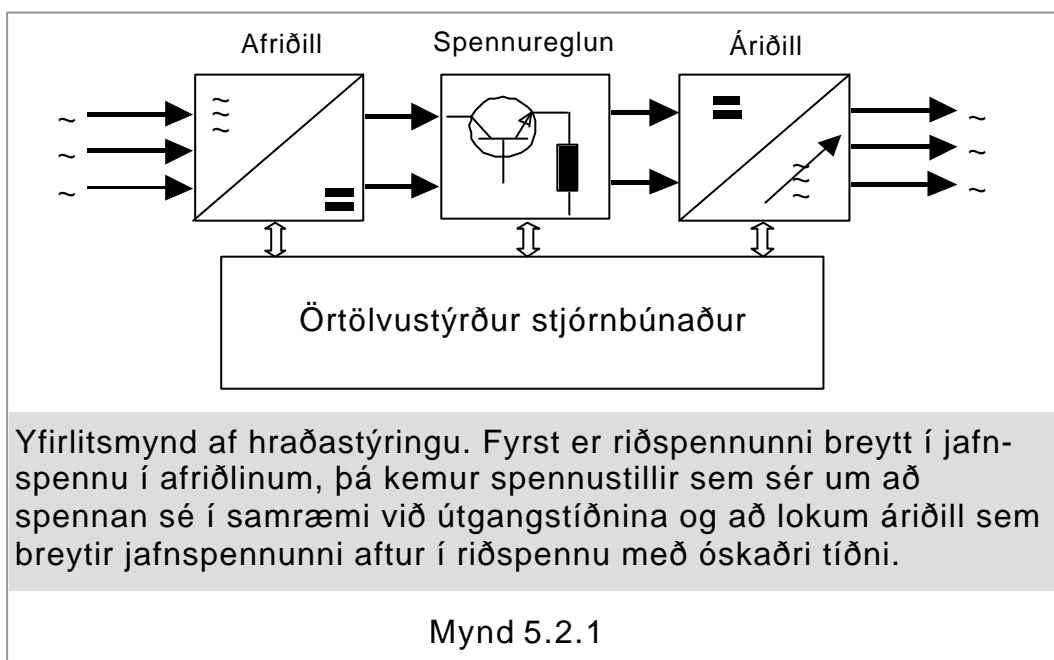 Afriðill Spennureglun Áriðill
~ ~ ~
~ ~ ~
~ ~ ~
Örtölvustýrður stjórnbúnaður
Yfirlitsmynd af hraðastýringu. Fyrst er riðspennunni breytt í jafn-
spennu í afriðlinum, þá kemur spennustillir sem sér um að
spennan sé í samræmi við útgangstíðnina og að lokum áriðill sem
breytir jafnspennunni aftur í riðspennu með óskaðri tíðni.
Mynd 5.2.1